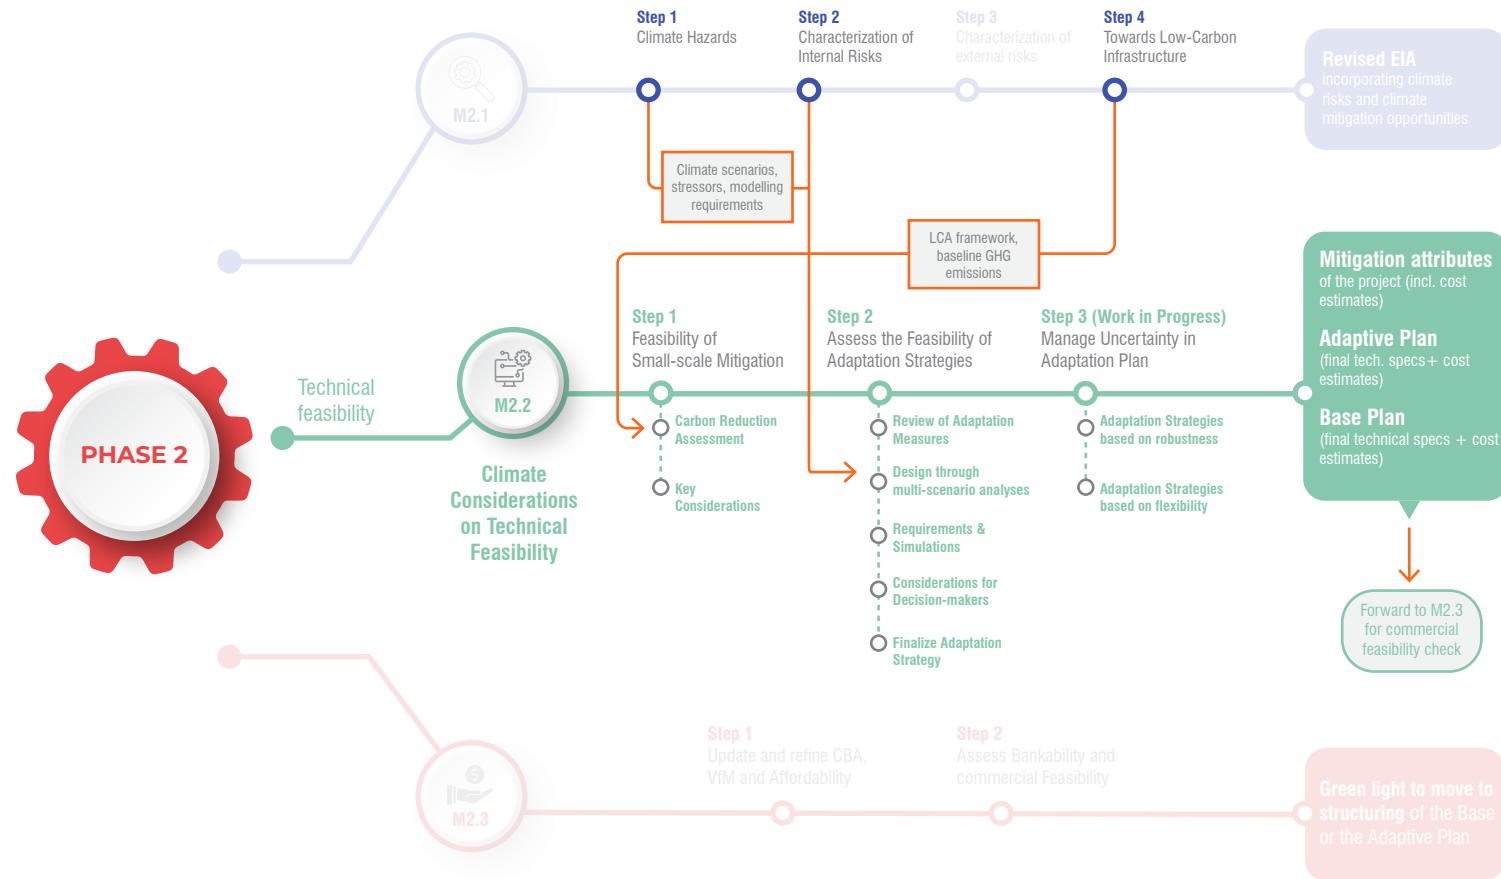 Step 1
Climate Hazards
Step 2
Characterization of
Internal Risks
Step 3
Characterization of
external risks
Step 4
Towards Low-Carbon
Infrastructure
M2.1
Revised EIA
incorporating climate
risks and climate
mitigation opportunities
Climate scenarios,
stressors, modelling
requirements
LCA framework,
baseline GHG
emissions
PHASE 2
Technical
feasibility
M2.2
Climate
Considerations
on Technical
Feasibility
Step 1
Feasibility of
Small-scale Mitigation
Carbon Reduction
Assessment
Key
Considerations
Step 2
Assess the Feasibility of
Adaptation Strategies
Review of Adaptation
Measures
Design through
multi-scenario analyses
Requirements &
Simulations
Considerations for
Decision-makers
Finalize Adaptation
Strategy
Step 3 (Work in Progress)
Manage Uncertainty in
Adaptation Plan
Adaptation Strategies
based on robustness
Adaptation Strategies
based on flexibility
Mitigation attributes
of the project (incl. cost
estimates)
Adaptive Plan
(final tech. specs+ cost
estimates)
Base Plan
(final technical specs + cost
estimates)
Forward to M2.3
for commercial
feasibility check
$
M2.3
Step 1
Update and refine CBA,
VfM and Affordability
Step 2
Assess Bankability and
commercial Feasibility
Green light to move to
structuring of the Base
or the Adaptive Plan